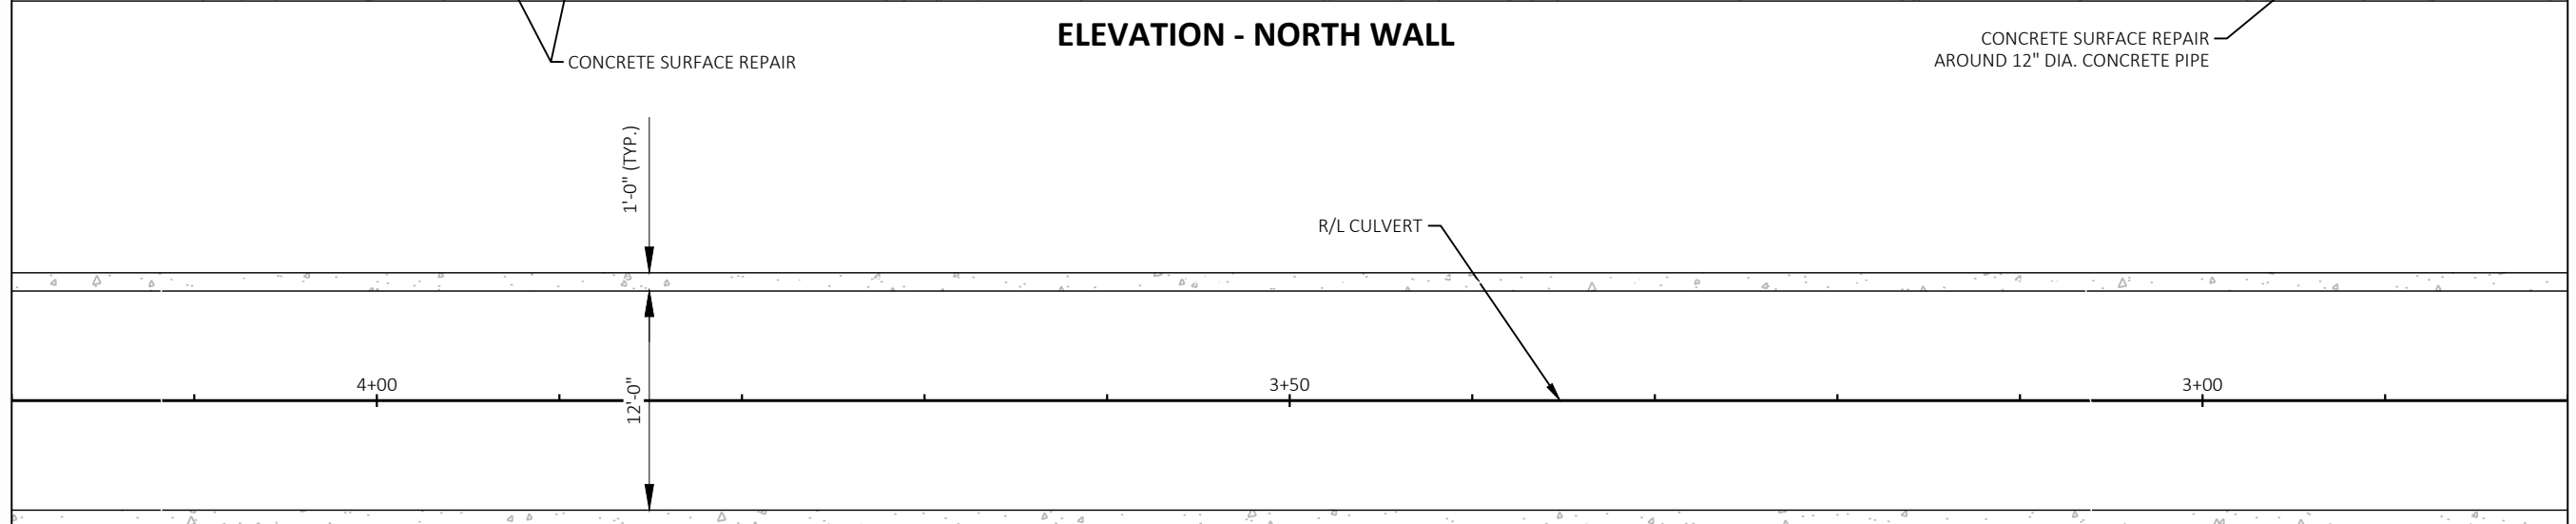 ELEVATION - NORTH WALL
CONCRETE SURFACE REPAIR
CONCRETE SURFACE REPAIR
AROUND 12" DIA. CONCRETE PIPE
1'-0" (TYP.)
R/L CULVERT
4+00
3+50
3+00
12'-0"